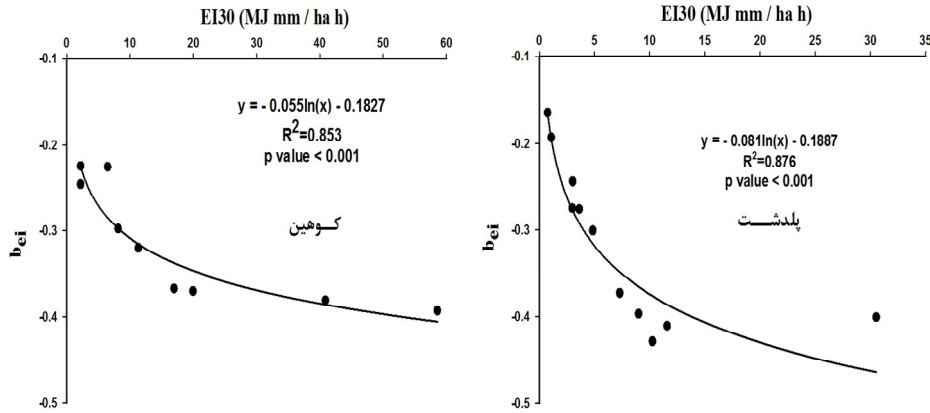 EI30 (MJ mm / ha h)
0 10 20 30 40 50 60
-0.1
-0.2
-0.3
-0.4
-0.5
b_ei
y = - 0.055ln(x) - 0.1827
R²=0.853
p value < 0.001
کــوهین
EI30 (MJ mm / ha h)
0 5 10 15 20 25 30 35
-0.1
-0.2
-0.3
-0.4
-0.5
b_ei
y = - 0.081ln(x) - 0.1887
R²=0.876
p value < 0.001
پلدشـــت